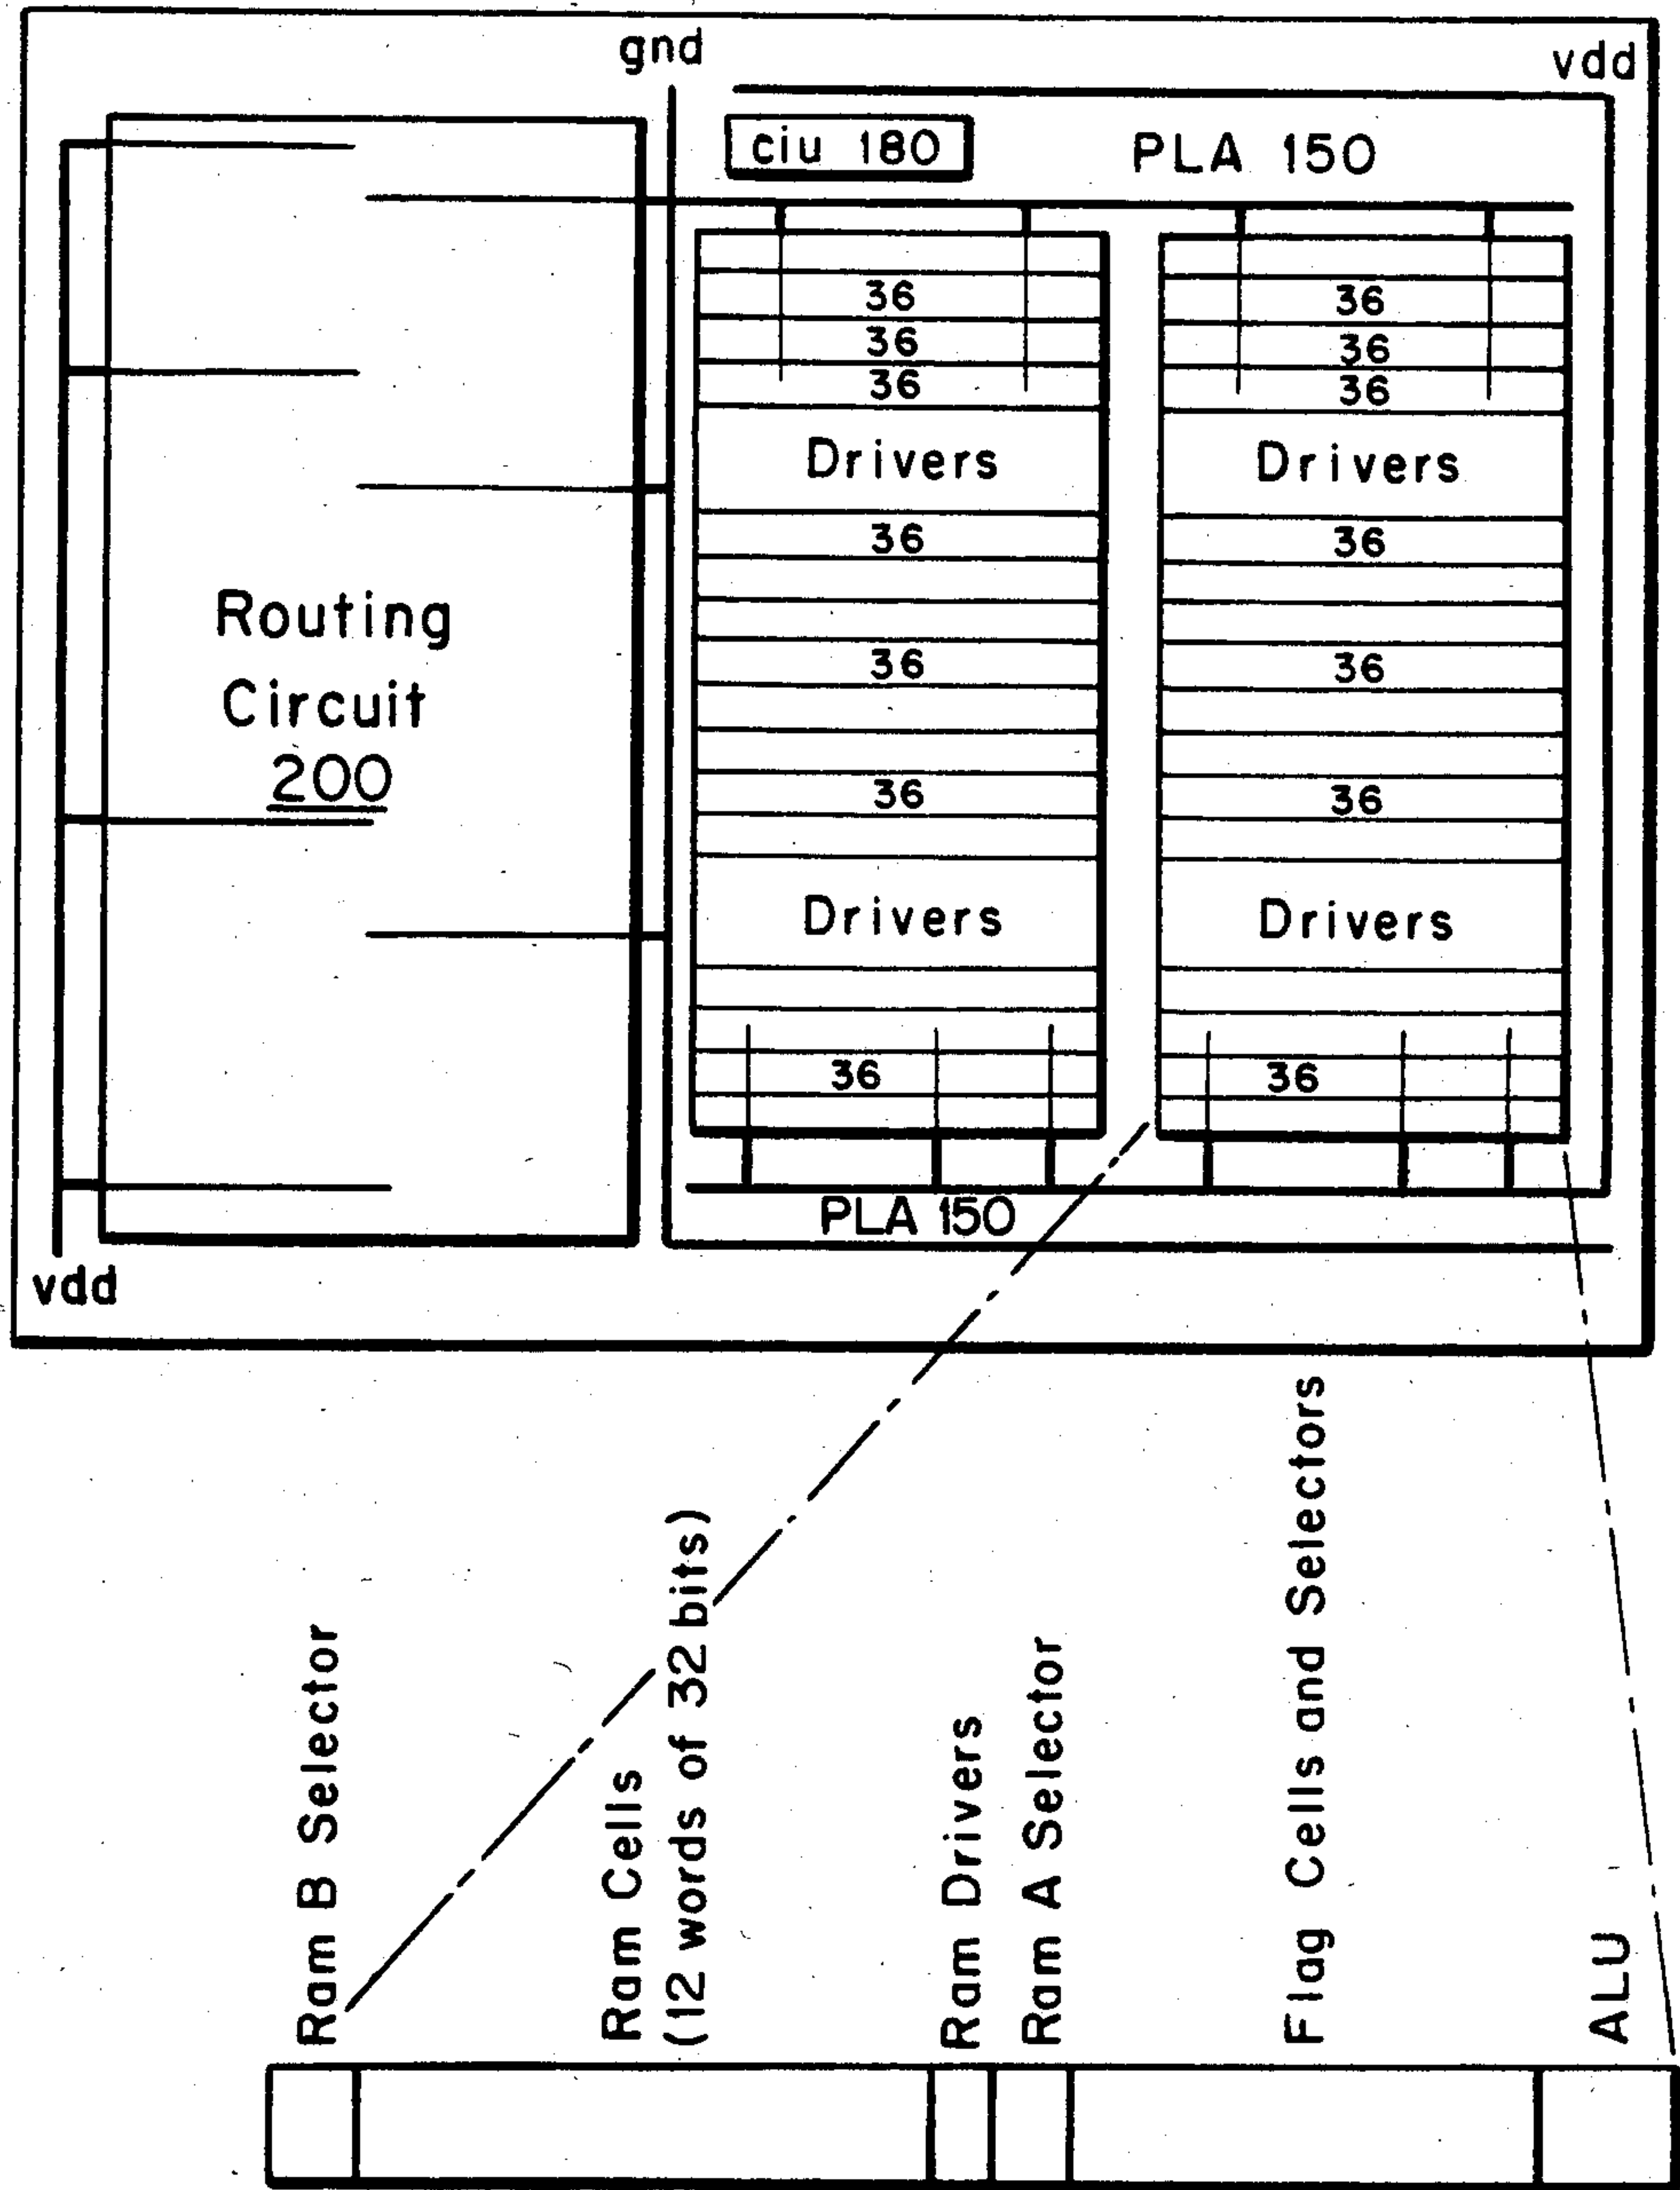 gnd
vdd
ciu 180
PLA 150
36
36
36
36
36
36
Drivers
Drivers
36
36
Routing
Circuit
200
36
36
36
36
Drivers
Drivers
36
36
PLA 150
vdd
Ram B Selector
Ram Cells
(12 words of 32 bits)
Ram Drivers
Ram A Selector
Flag Cells and Selectors
ALU